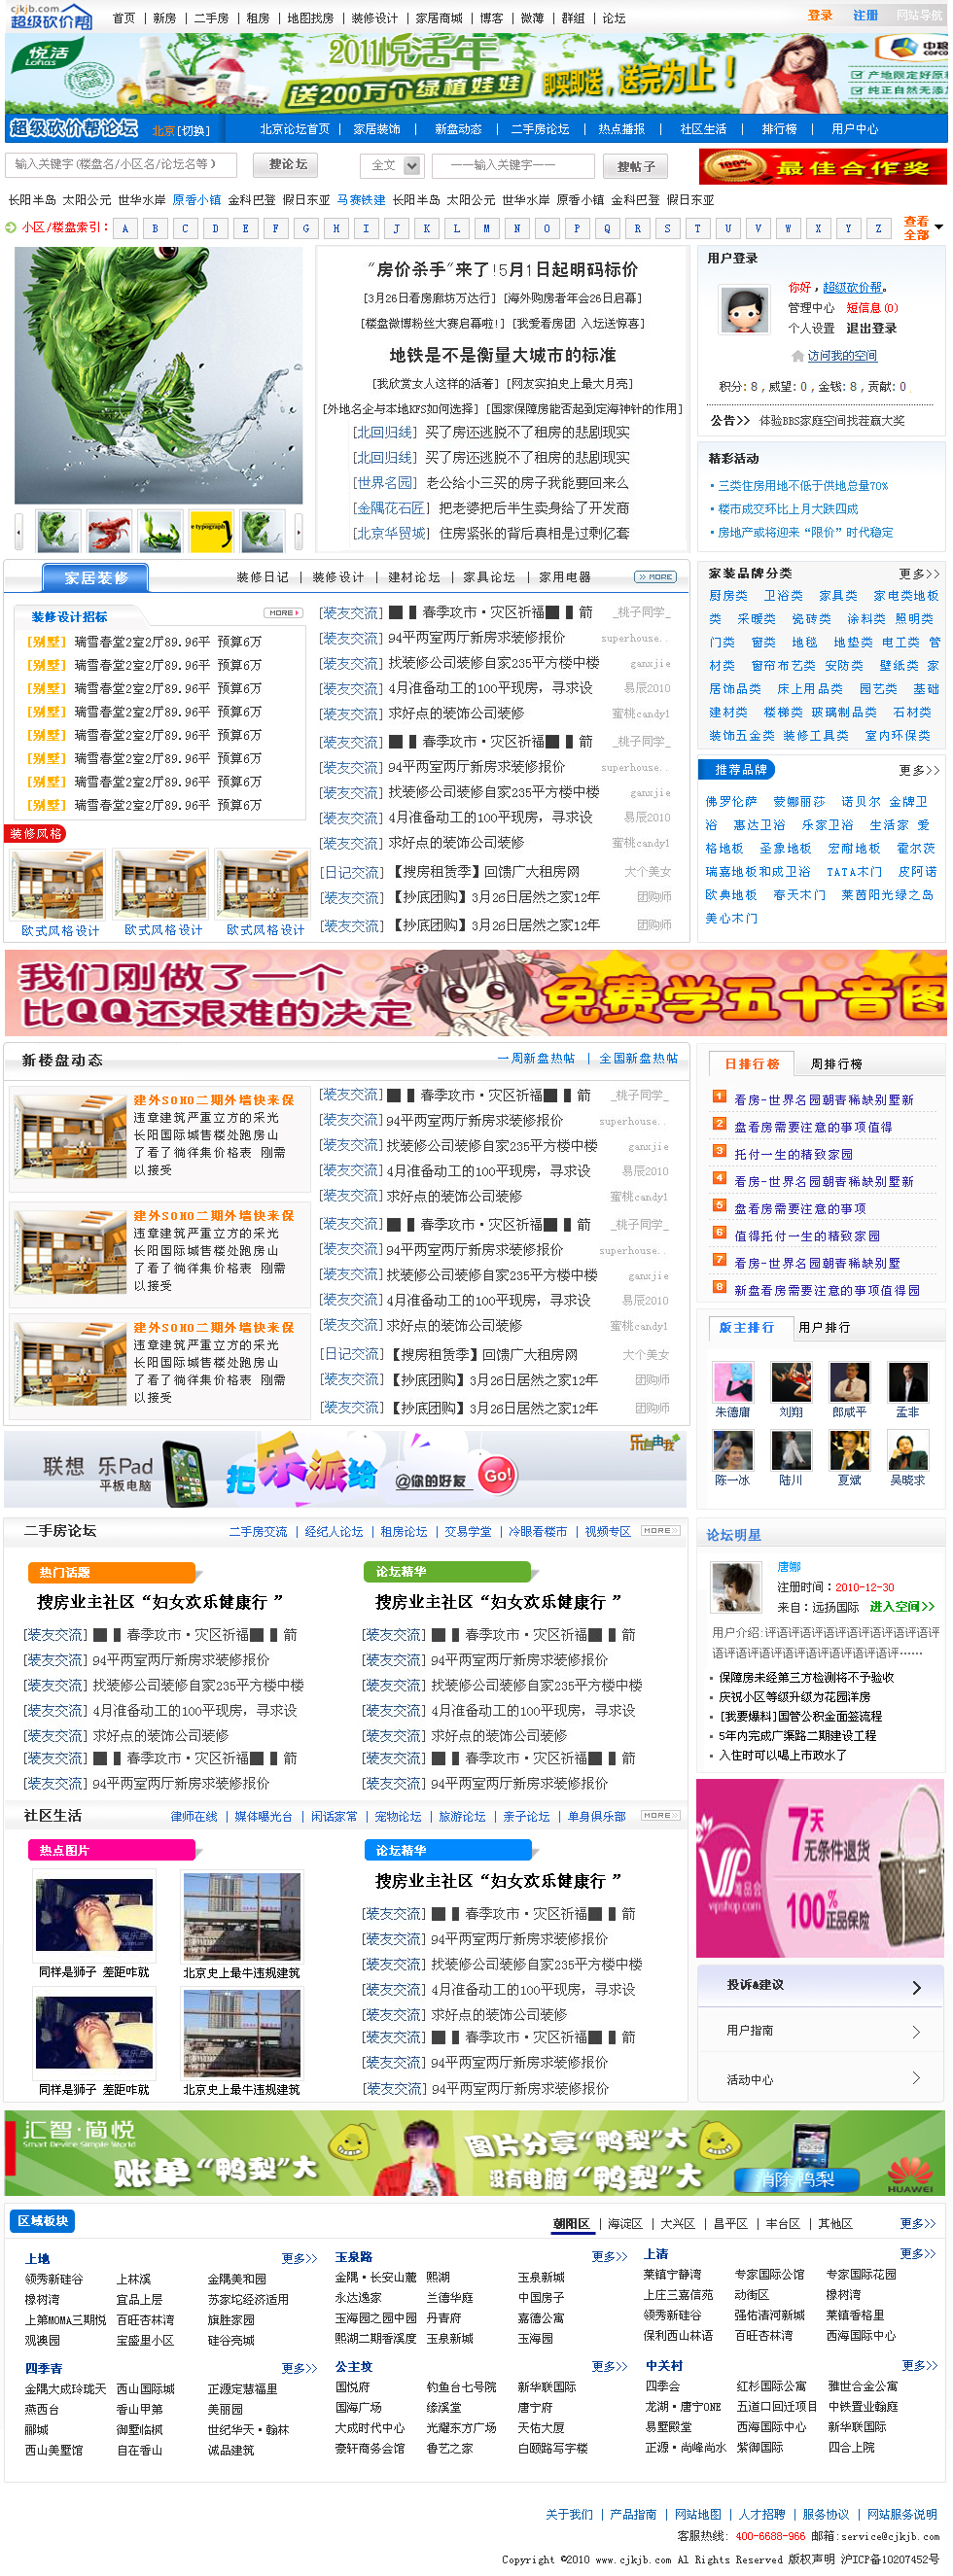 cjkjb.com
超级砍价帮
首页 | 新房 | 二手房 | 租房 | 地图找房 | 装修设计 | 家居商城 | 博客 | 微薄 | 群组 | 论坛
登录 注册 网站导航
悦活
Lohas
2011悦活年
送200万个绿植娃娃 即买即送,送完为止!
中粮
COFCO
产地限定好原
超级砍价帮论坛 北京[切换]
北京论坛首页 | 家居装饰 | 新盘动态 | 二手房论坛 | 热点播报 | 社区生活 | 排行榜 | 用户中心
输入关键字(楼盘名/小区名/论坛名等) 搜论坛 全文 一一输入关键字一一 搜帖子
100% 最佳合作奖
长阳半岛 太阳公元 世华水岸 原香小镇 金科巴登 假日东亚 马赛铁建 长阳半岛 太阳公元 世华水岸 原香小镇 金科巴登 假日东亚
小区/楼盘索引: A B C D E F G H I J K L M N O P Q R S T U V W X Y Z 查看全部
“房价杀手”来了!5月1日起明码标价
[3月26日看房廊坊万达行] [海外购房者年会26日启幕]
[楼盘微博粉丝大赛启幕啦!] [我爱看房团 入坛送惊喜]
地铁是不是衡量大城市的标准
[我欣赏女人这样的活着] [网友实拍史上最大月亮]
[外地名企与本地KFS如何选择] [国家保障房能否起到定海神针的作用]
[北回归线] 买了房还逃脱不了租房的悲剧现实
[北回归线] 买了房还逃脱不了租房的悲剧现实
[世界名园] 老公给小三买的房子我能要回来么
[金隅花石匠] 把老婆把后半生卖身给了开发商
[北京华贸城] 住房紧张的背后真相是过剩亿套
typograph
用户登录
你好,超级砍价帮。
管理中心 短信息(0)
个人设置 退出登录
访问我的空间
积分: 8 , 威望: 0 , 金钱: 8 , 贡献: 0
公告>> 体验BBS家庭空间找茬赢大奖
精彩活动
三类住房用地不低于供地总量70%
楼市成交环比上月大跌四成
房地产或将迎来“限价”时代稳定
家居装修
装修日记 | 装修设计 | 建材论坛 | 家具论坛 | 家用电器
MORE
装修设计招标 MORE
[别墅] 瑞雪春堂2室2厅89.96平 预算6万
[别墅] 瑞雪春堂2室2厅89.96平 预算6万
[别墅] 瑞雪春堂2室2厅89.96平 预算6万
[别墅] 瑞雪春堂2室2厅89.96平 预算6万
[别墅] 瑞雪春堂2室2厅89.96平 预算6万
[别墅] 瑞雪春堂2室2厅89.96平 预算6万
[别墅] 瑞雪春堂2室2厅89.96平 预算6万
[别墅] 瑞雪春堂2室2厅89.96平 预算6万
装修风格
欧式风格设计 欧式风格设计 欧式风格设计
[装友交流] █ ▌春季攻市·灾区祈福█ ▌箭 _桃子同学_
[装友交流] 94平两室两厅新房求装修报价 superhouse..
[装友交流] 找装修公司装修自家235平方楼中楼 ganxjie
[装友交流] 4月准备动工的100平现房, 寻求设 易辰2010
[装友交流] 求好点的装饰公司装修 蜜桃candy1
[装友交流] █ ▌春季攻市·灾区祈福█ ▌箭 _桃子同学_
[装友交流] 94平两室两厅新房求装修报价 superhouse..
[装友交流] 找装修公司装修自家235平方楼中楼 ganxjie
[装友交流] 4月准备动工的100平现房, 寻求设 易辰2010
[装友交流] 求好点的装饰公司装修 蜜桃candy1
[日记交流] 【搜房租赁季】回馈广大租房网 大个美女
[装友交流] 【抄底团购】3月26日居然之家12年 团购师
[装友交流] 【抄底团购】3月26日居然之家12年 团购师
家装品牌分类 更多>>
厨房类 卫浴类 家具类 家电类地板
类 采暖类 瓷砖类 涂料类 照明类
门类 窗类 地毯 地垫类 电工类 管
材类 窗帘布艺类 安防类 壁纸类 家
居饰品类 床上用品类 园艺类 基础
建材类 楼梯类 玻璃制品类 石材类
装饰五金类 装修工具类 室内环保类
推荐品牌 更多>>
佛罗伦萨 蒙娜丽莎 诺贝尔 金牌卫
浴 惠达卫浴 乐家卫浴 生活家 爱
格地板 圣象地板 宏耐地板 霍尔茨
瑞嘉地板和成卫浴 TATA木门 皮阿诺
欧典地板 春天木门 莱茵阳光绿之岛
美心木门
我们刚做了一个
比QQ还艰难的决定
免费学五十音图
新楼盘动态 一周新盘热帖 | 全国新盘热帖
建外SOHO二期外墙快来保
违章建筑严重立方的采光
长阳国际城售楼处跑房山
了看了徜徉集价格表 刚需
以接受
建外SOHO二期外墙快来保
违章建筑严重立方的采光
长阳国际城售楼处跑房山
了看了徜徉集价格表 刚需
以接受
建外SOHO二期外墙快来保
违章建筑严重立方的采光
长阳国际城售楼处跑房山
了看了徜徉集价格表 刚需
以接受
[装友交流] █ ▌春季攻市·灾区祈福█ ▌箭 _桃子同学_
[装友交流] 94平两室两厅新房求装修报价 superhouse..
[装友交流] 找装修公司装修自家235平方楼中楼 ganxjie
[装友交流] 4月准备动工的100平现房, 寻求设 易辰2010
[装友交流] 求好点的装饰公司装修 蜜桃candy1
[装友交流] █ ▌春季攻市·灾区祈福█ ▌箭 _桃子同学_
[装友交流] 94平两室两厅新房求装修报价 superhouse..
[装友交流] 找装修公司装修自家235平方楼中楼 ganxjie
[装友交流] 4月准备动工的100平现房, 寻求设 易辰2010
[装友交流] 求好点的装饰公司装修 蜜桃candy1
[日记交流] 【搜房租赁季】回馈广大租房网 大个美女
[装友交流] 【抄底团购】3月26日居然之家12年 团购师
[装友交流] 【抄底团购】3月26日居然之家12年 团购师
日排行榜 周排行榜
1 看房-世界名园朝青稀缺别墅新
2 盘看房需要注意的事项值得
3 托付一生的精致家园
4 看房-世界名园朝青稀缺别墅新
5 盘看房需要注意的事项
6 值得托付一生的精致家园
7 看房-世界名园朝青稀缺别墅
8 新盘看房需要注意的事项值得园
版主排行 用户排行
朱德庸 刘翔 郎咸平 孟非
陈一冰 陆川 夏斌 吴晓求
联想 乐Pad
平板电脑
把乐派给 @你的好友 Go!
乐自由我
二手房论坛
二手房交流 | 经纪人论坛 | 租房论坛 | 交易学堂 | 冷眼看楼市 | 视频专区 MORE
热门话题
搜房业主社区“妇女欢乐健康行 ”
[装友交流] █ ▌春季攻市·灾区祈福█ ▌箭
[装友交流] 94平两室两厅新房求装修报价
[装友交流] 找装修公司装修自家235平方楼中楼
[装友交流] 4月准备动工的100平现房, 寻求设
[装友交流] 求好点的装饰公司装修
[装友交流] █ ▌春季攻市·灾区祈福█ ▌箭
[装友交流] 94平两室两厅新房求装修报价
论坛精华
搜房业主社区“妇女欢乐健康行 ”
[装友交流] █ ▌春季攻市·灾区祈福█ ▌箭
[装友交流] 94平两室两厅新房求装修报价
[装友交流] 找装修公司装修自家235平方楼中楼
[装友交流] 4月准备动工的100平现房, 寻求设
[装友交流] 求好点的装饰公司装修
[装友交流] █ ▌春季攻市·灾区祈福█ ▌箭
[装友交流] 94平两室两厅新房求装修报价
论坛明星
唐娜
注册时间:2010-12-30
来自:远扬国际 进入空间>>
用户介绍:评语评语评语评语评语评语评语评
语评语评语评语评语评语评语评语评······
保障房未经第三方检测将不予验收
庆祝小区等级升级为花园洋房
[我要爆料]国管公积金面签流程
5年内完成广渠路二期建设工程
入住时可以喝上市政水了
社区生活
律师在线 | 媒体曝光台 | 闲话家常 | 宠物论坛 | 旅游论坛 | 亲子论坛 | 单身俱乐部 MORE
热点图片
同样是狮子 差距咋就 北京史上最牛违规建筑
同样是狮子 差距咋就 北京史上最牛违规建筑
论坛精华
搜房业主社区“妇女欢乐健康行 ”
[装友交流] █ ▌春季攻市·灾区祈福█ ▌箭
[装友交流] 94平两室两厅新房求装修报价
[装友交流] 找装修公司装修自家235平方楼中楼
[装友交流] 4月准备动工的100平现房, 寻求设
[装友交流] 求好点的装饰公司装修
[装友交流] █ ▌春季攻市·灾区祈福█ ▌箭
[装友交流] 94平两室两厅新房求装修报价
[装友交流] 94平两室两厅新房求装修报价
VIP 唯品会
vipshop.com
7天
无条件退货
100%正品保险
投诉&建议
用户指南
活动中心
汇智·简悦
Smart Device Simple World
账单“鸭梨”大
图片分享“鸭梨”大
没有电脑“鸭梨”大
消除鸭梨
HUAWEI
区域板块 朝阳区 | 海淀区 | 大兴区 | 昌平区 | 丰台区 | 其他区 更多>>
上地 更多>>
领秀新硅谷 上林溪 金隅美和园
橡树湾 宜品上层 苏家坨经济适用
上第MOMA三期悦 百旺杏林湾 旗胜家园
观澳园 宝盛里小区 硅谷亮城
玉泉路 更多>>
金隅·长安山麓 熙湖 玉泉新城
永达逸家 兰德华庭 中国房子
玉海园之园中园 丹青府 嘉德公寓
熙湖二期香溪度 玉泉新城 玉海园
上清 更多>>
莱镇宁静湾 专家国际公馆 专家国际花园
上庄三嘉信苑 动街区 橡树湾
领秀新硅谷 强佑清河新城 莱镇香格里
保利西山林语 百旺杏林湾 西海国际中心
四季青 更多>>
金隅大成玲珑天 西山国际城 正源定慧福里
燕西台 香山甲第 美丽园
郦城 御墅临枫 世纪华天·翰林
西山美墅馆 自在香山 诚品建筑
公主坟 更多>>
国悦府 钓鱼台七号院 新华联国际
国海广场 缘溪堂 唐宁府
大成时代中心 光耀东方广场 天佑大厦
豪轩商务会馆 鲁艺之家 白颐路写字楼
中关村 更多>>
四季会 红杉国际公寓 雅世合金公寓
龙湖·唐宁ONE 五道口回迁项目 中铁置业翰庭
易墅殿堂 西海国际中心 新华联国际
正源·尚峰尚水 紫御国际 四合上院
关于我们 | 产品指南 | 网站地图 | 人才招聘 | 服务协议 | 网站服务说明
客服热线: 400-6688-966 邮箱:service@cjkjb.com
Copyright ©2010 www.cjkjb.com Al Rights Reserved 版权声明 沪ICP备10207452号